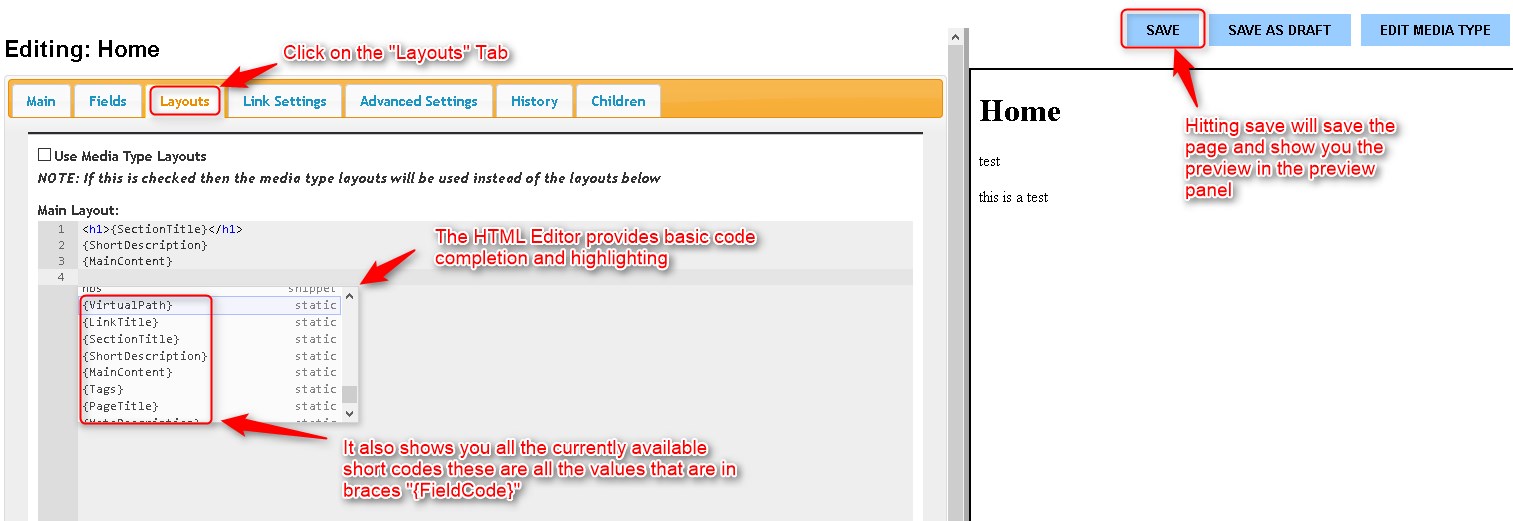 SAVE
SAVE AS DRAFT
EDIT MEDIA TYPE
Editing: Home
Click on the "Layouts" Tab
Main
Fields
Layouts
Link Settings
Advanced Settings
History
Children
Use Media Type Layouts
NOTE: If this is checked then the media type layouts will be used instead of the layouts below
Main Layout:
1 <h1>{SectionTitle}</h1>
2 {ShortDescription}
3 {MainContent}
4
The HTML Editor provides basic code
completion and highlighting
nbs snippet
{VirtualPath} static
{LinkTitle} static
{SectionTitle} static
{ShortDescription} static
{MainContent} static
{Tags} static
{PageTitle} static
{MetaDescription} static
It also shows you all the currently available
short codes these are all the values that are in
braces "{FieldCode}"
Home
test
this is a test
Hitting save will save the
page and show you the
preview in the preview
panel